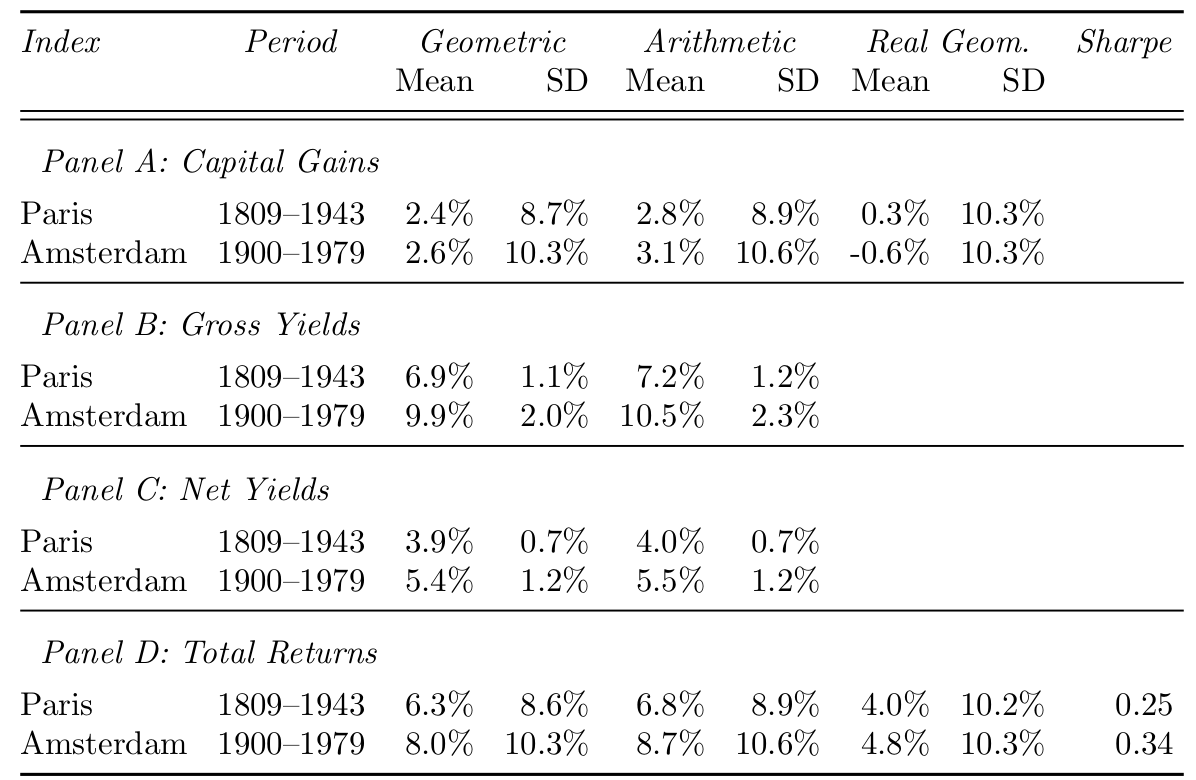 Index Period Geometric Arithmetic Real Geom. Sharpe
Mean SD Mean SD Mean SD
Panel A: Capital Gains
Paris 1809–1943 2.4% 8.7% 2.8% 8.9% 0.3% 10.3%
Amsterdam 1900–1979 2.6% 10.3% 3.1% 10.6% -0.6% 10.3%
Panel B: Gross Yields
Paris 1809–1943 6.9% 1.1% 7.2% 1.2%
Amsterdam 1900–1979 9.9% 2.0% 10.5% 2.3%
Panel C: Net Yields
Paris 1809–1943 3.9% 0.7% 4.0% 0.7%
Amsterdam 1900–1979 5.4% 1.2% 5.5% 1.2%
Panel D: Total Returns
Paris 1809–1943 6.3% 8.6% 6.8% 8.9% 4.0% 10.2% 0.25
Amsterdam 1900–1979 8.0% 10.3% 8.7% 10.6% 4.8% 10.3% 0.34